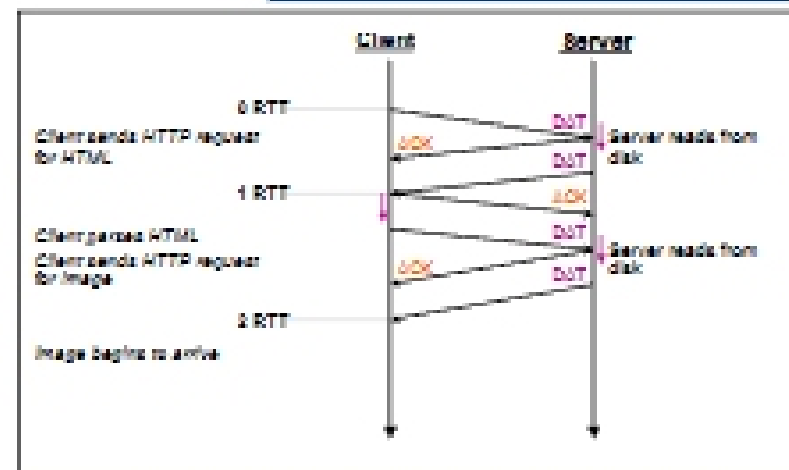 Client
Server
0 RTT
DAT
Client sends HTTP request
for HTML
ACK
Server reads from
disk
DAT
1 RTT
ACK
Client parses HTML
DAT
Client sends HTTP request
for Image
ACK
Server reads from
disk
DAT
2 RTT
Image begins to arrive